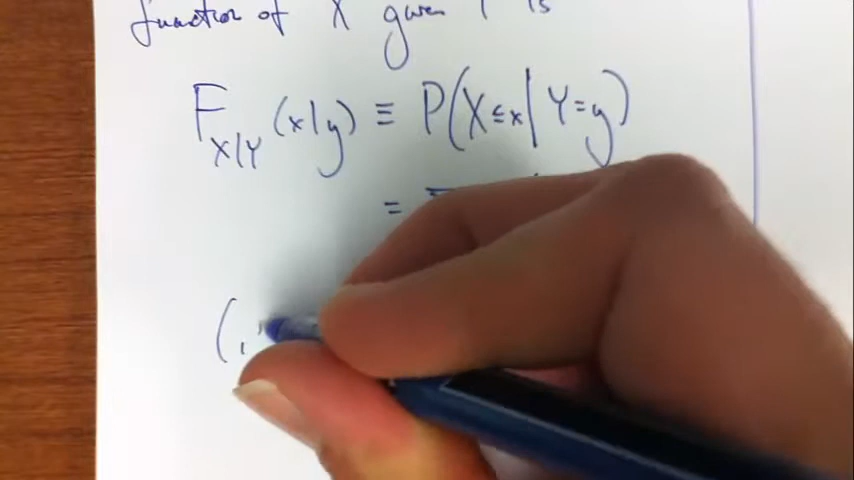 function of X given Y is
F_{X|Y} (x|y) ≡ P(X≤x|Y=y)
=
(